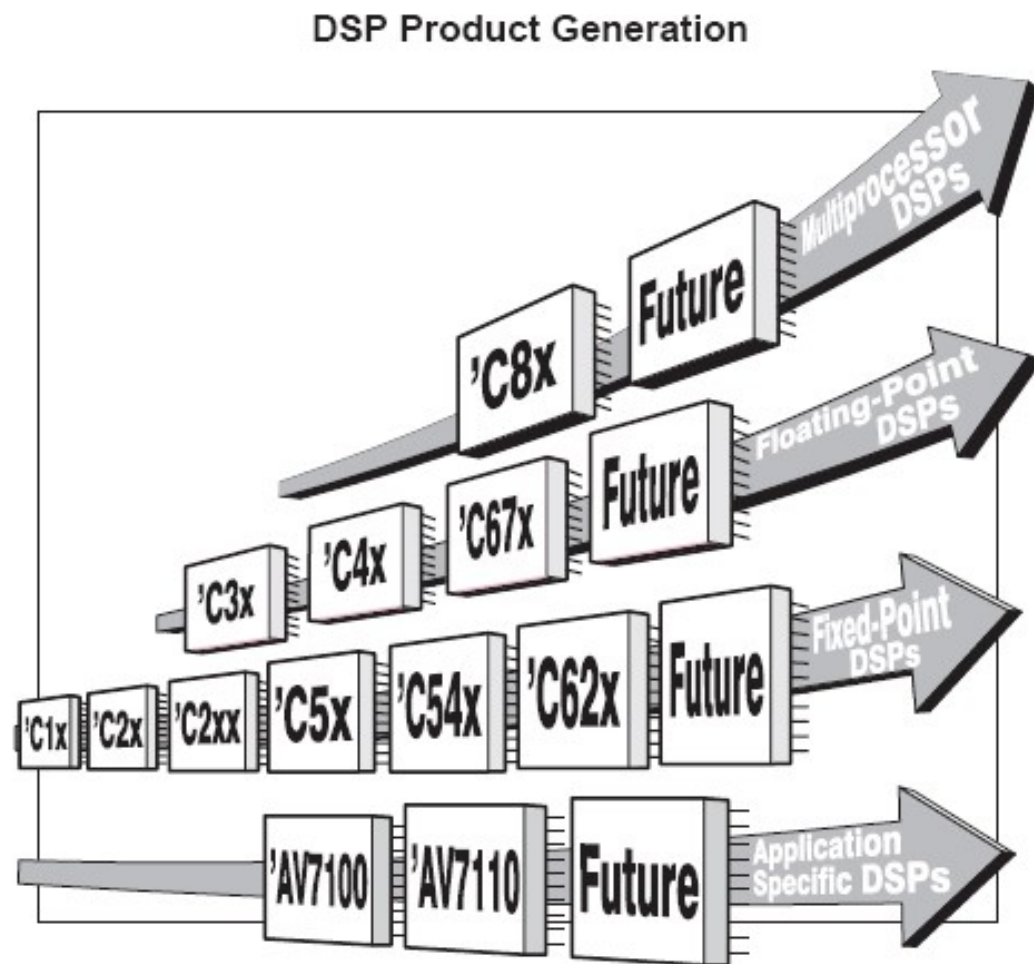 DSP Product Generation
Multiprocessor
DSPs
'C8x
Future
Floating-Point
DSPs
'C3x
'C4x
'C67x
Future
Fixed-Point
DSPs
'C1x
'C2x
'C2xx
'C5x
'C54x
'C62x
Future
Application
Specific DSPs
'AV7100
'AV7110
Future